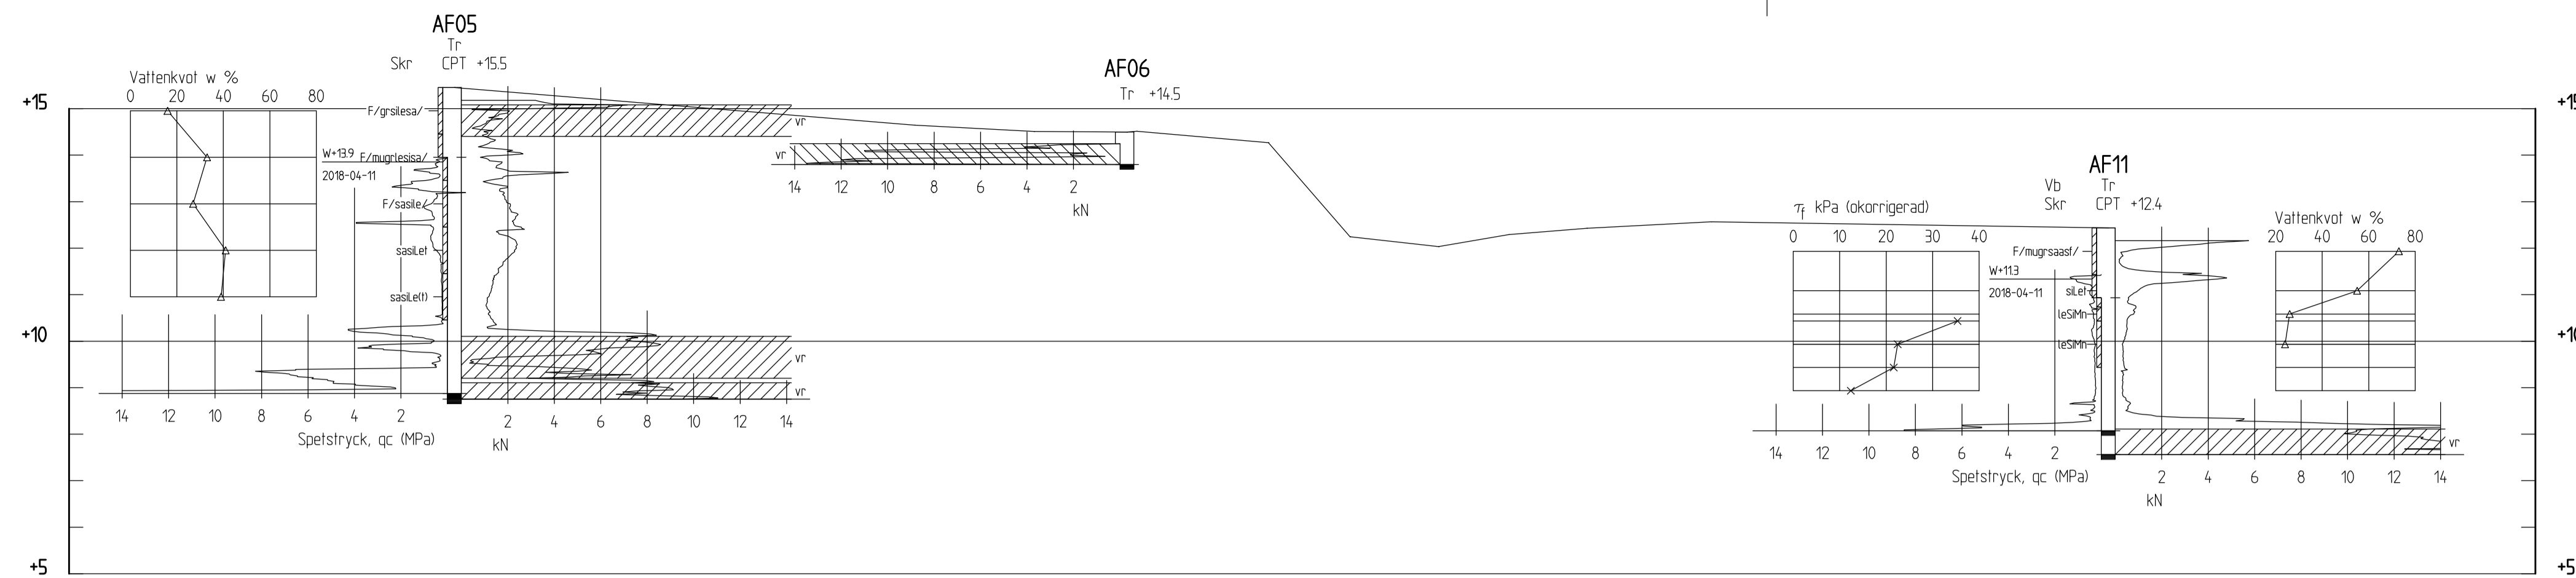 AF05
Tr
Skr CPT +15.5
Vattenkvot w %
0 20 40 60 80
+15
F/grsilesa/
W+13.9 F/mugrlesisa/
2018-04-11
F/sasile/
sasiLet
sasiLe(t)
+10
14 12 10 8 6 4 2
Spetstryck, qc (MPa)
vr
vr
vr
2 4 6 8 10 12 14
kN
+5
AF06
Tr +14.5
vr
14 12 10 8 6 4 2
kN
AF11
Vb Tr
Skr CPT +12.4
τf kPa (okorrigerad)
0 10 20 30 40
F/mugrsaasf/
W+11.3
2018-04-11
siLet
leSiMn
leSiMn
14 12 10 8 6 4 2
Spetstryck, qc (MPa)
vr
2 4 6 8 10 12 14
kN
Vattenkvot w %
20 40 60 80
+15
+10
+5